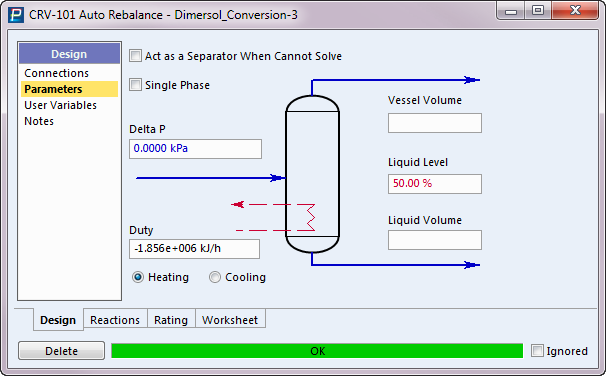 CRV-101 Auto Rebalance - Dimersol_Conversion-3
Design
Connections
Parameters
User Variables
Notes
Act as a Separator When Cannot Solve
Single Phase
Delta P
0.0000 kPa
Duty
-1.856e+006 kJ/h
Heating
Cooling
Vessel Volume
Liquid Level
50.00 %
Liquid Volume
Design Reactions Rating Worksheet
Delete
OK
Ignored